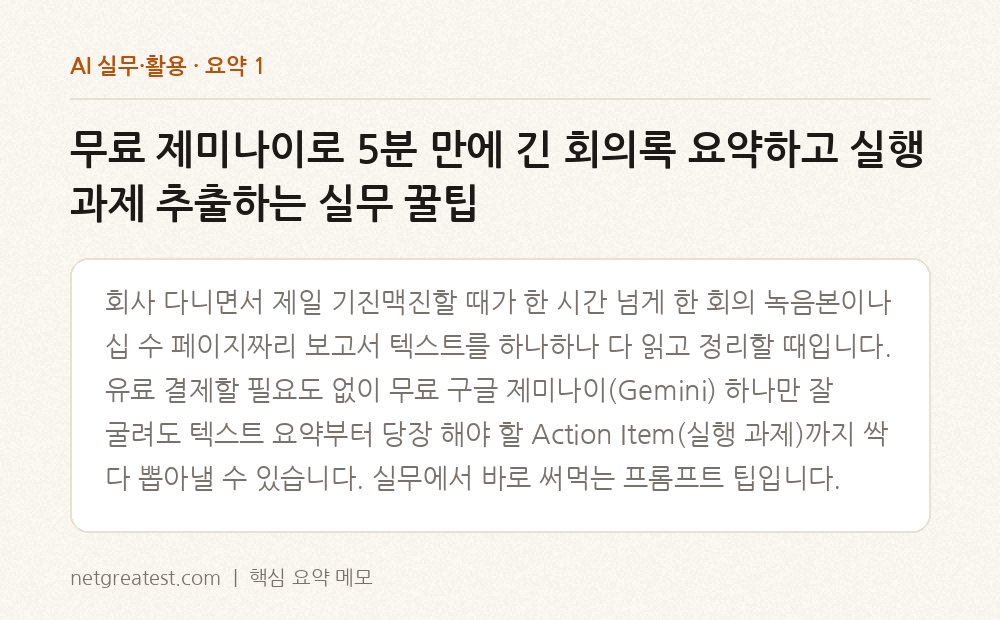 AI 실무·활용 · 요약 1
무료 제미나이로 5분 만에 긴 회의록 요약하고 실행
과제 추출하는 실무 꿀팁
회사 다니면서 제일 기진맥진할 때가 한 시간 넘게 한 회의 녹음본이나
십 수 페이지짜리 보고서 텍스트를 하나하나 다 읽고 정리할 때입니다.
유료 결제할 필요도 없이 무료 구글 제미나이(Gemini) 하나만 잘
굴려도 텍스트 요약부터 당장 해야 할 Action Item(실행 과제)까지 싹
다 뽑아낼 수 있습니다. 실무에서 바로 써먹는 프롬프트 팁입니다.
netgreatest.com | 핵심 요약 메모